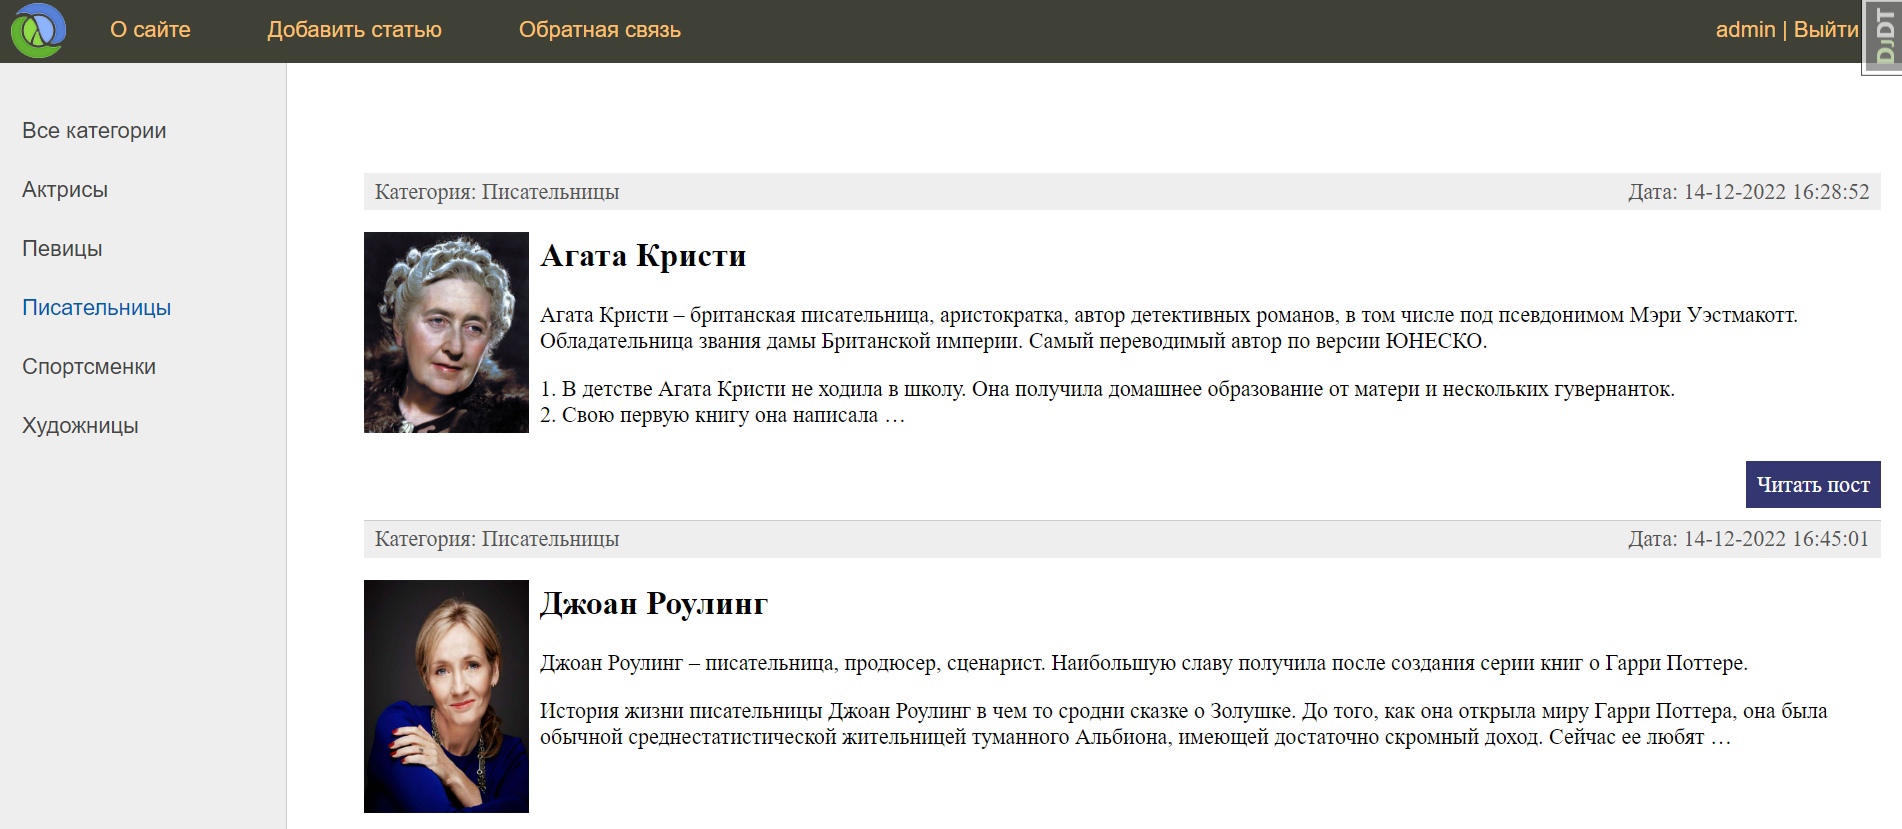 О сайте
Добавить статью
Обратная связь
admin | Выйти
DJDT
Все категории
Актрисы
Певицы
Писательницы
Спортсменки
Художницы
Категория: Писательницы
Дата: 14-12-2022 16:28:52
Агата Кристи
Агата Кристи – британская писательница, аристократка, автор детективных романов, в том числе под псевдонимом Мэри Уэстмакотт.
Обладательница звания дамы Британской империи. Самый переводимый автор по версии ЮНЕСКО.
1. В детстве Агата Кристи не ходила в школу. Она получила домашнее образование от матери и нескольких гувернанток.
2. Свою первую книгу она написала …
Читать пост
Категория: Писательницы
Дата: 14-12-2022 16:45:01
Джоан Роулинг
Джоан Роулинг – писательница, продюсер, сценарист. Наибольшую славу получила после создания серии книг о Гарри Поттере.
История жизни писательницы Джоан Роулинг в чем то сродни сказке о Золушке. До того, как она открыла миру Гарри Поттера, она была
обычной среднестатистической жительницей туманного Альбиона, имеющей достаточно скромный доход. Сейчас ее любят …